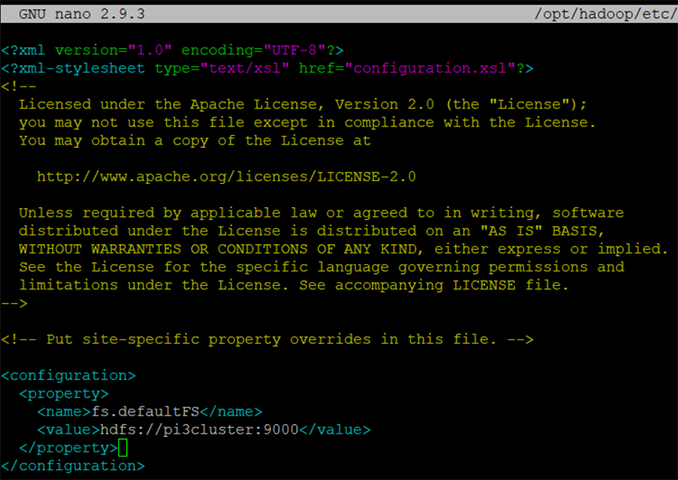 GNU nano 2.9.3 /opt/hadoop/etc/
<?xml version="1.0" encoding="UTF-8"?>
<?xml-stylesheet type="text/xsl" href="configuration.xsl"?>
<!--
  Licensed under the Apache License, Version 2.0 (the "License");
  you may not use this file except in compliance with the License.
  You may obtain a copy of the License at
    http://www.apache.org/licenses/LICENSE-2.0
  Unless required by applicable law or agreed to in writing, software
  distributed under the License is distributed on an "AS IS" BASIS,
  WITHOUT WARRANTIES OR CONDITIONS OF ANY KIND, either express or implied.
  See the License for the specific language governing permissions and
  limitations under the License. See accompanying LICENSE file.
-->
<!-- Put site-specific property overrides in this file. -->
<configuration>
  <property>
    <name>fs.defaultFS</name>
    <value>hdfs://pi3cluster:9000</value>
  </property>
</configuration>